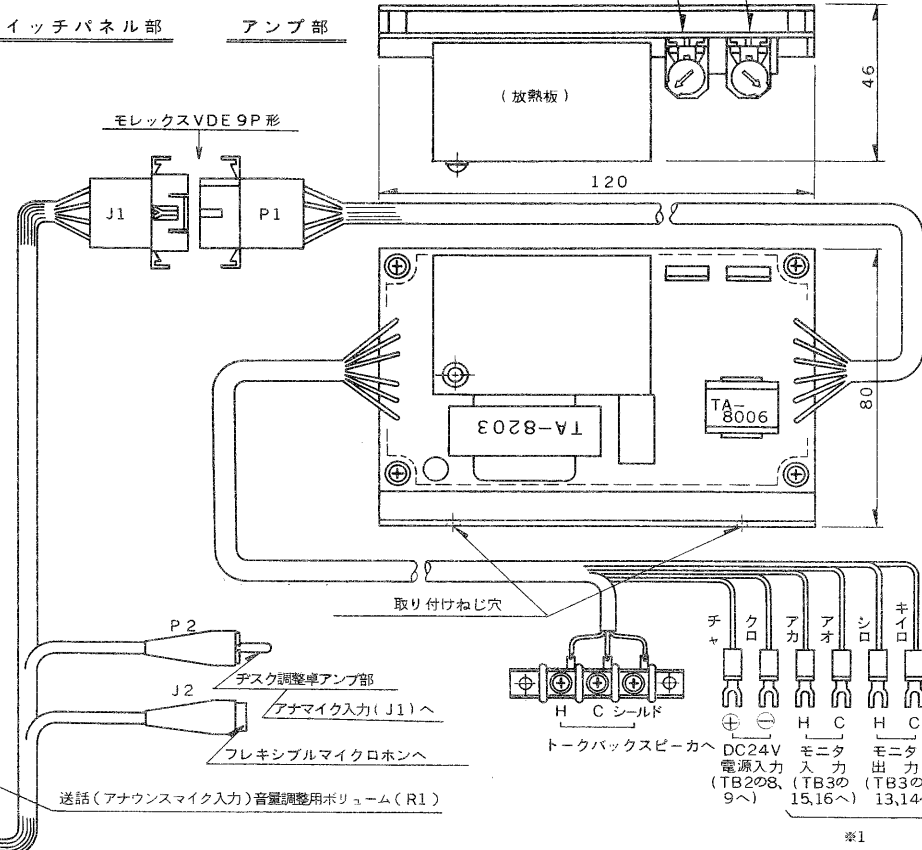 イッチパネル部
アンプ部
46
(放熱板)
モレックスVDE 9P形
120
J1
P1
80
TA-
8006
TA-8203
取り付けねじ穴
P2
デスク調整卓アンプ部
アナマイク入力(J1)へ
J2
フレキシブルマイクロホンへ
送話(アナウンスマイク入力)音量調整用ボリューム(R1)
H C シールド
トークバックスピーカへ
チャ
クロ
アカ
アオ
シロ
キイロ
⊕ ⊖ H C H C
DC24V
電源入力
(TB2の8、
9へ)
モニタ
入 力
(TB3の
15,16へ)
モニタ
出 力
(TB3の
13,14
※1